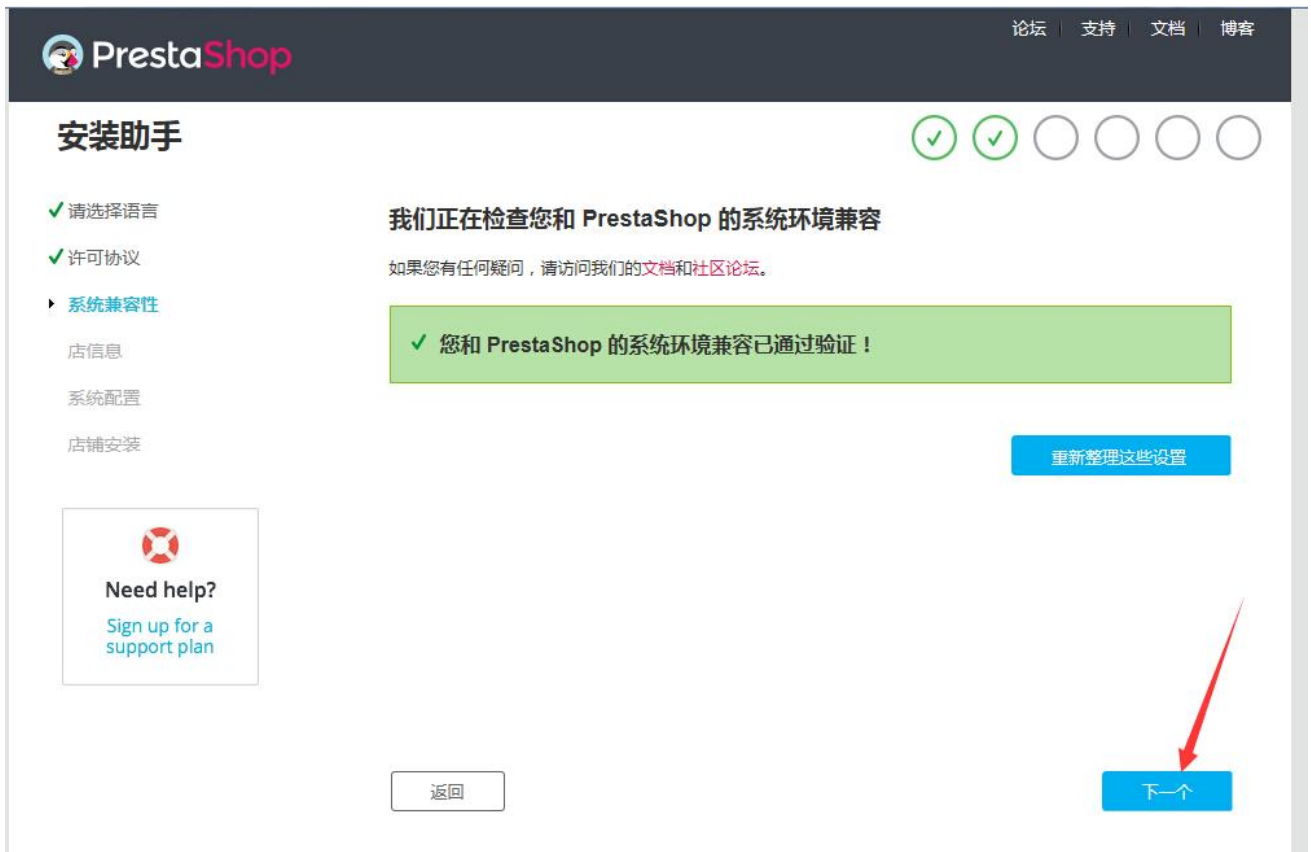 PrestaShop
论坛 支持 文档 博客
安装助手
请选择语言
许可协议
系统兼容性
店信息
系统配置
店铺安装
Need help?
Sign up for a
support plan
我们正在检查您和 PrestaShop 的系统环境兼容
如果您有任何疑问，请访问我们的文档和社区论坛。
您和 PrestaShop 的系统环境兼容已通过验证！
重新整理这些设置
返回
下一个